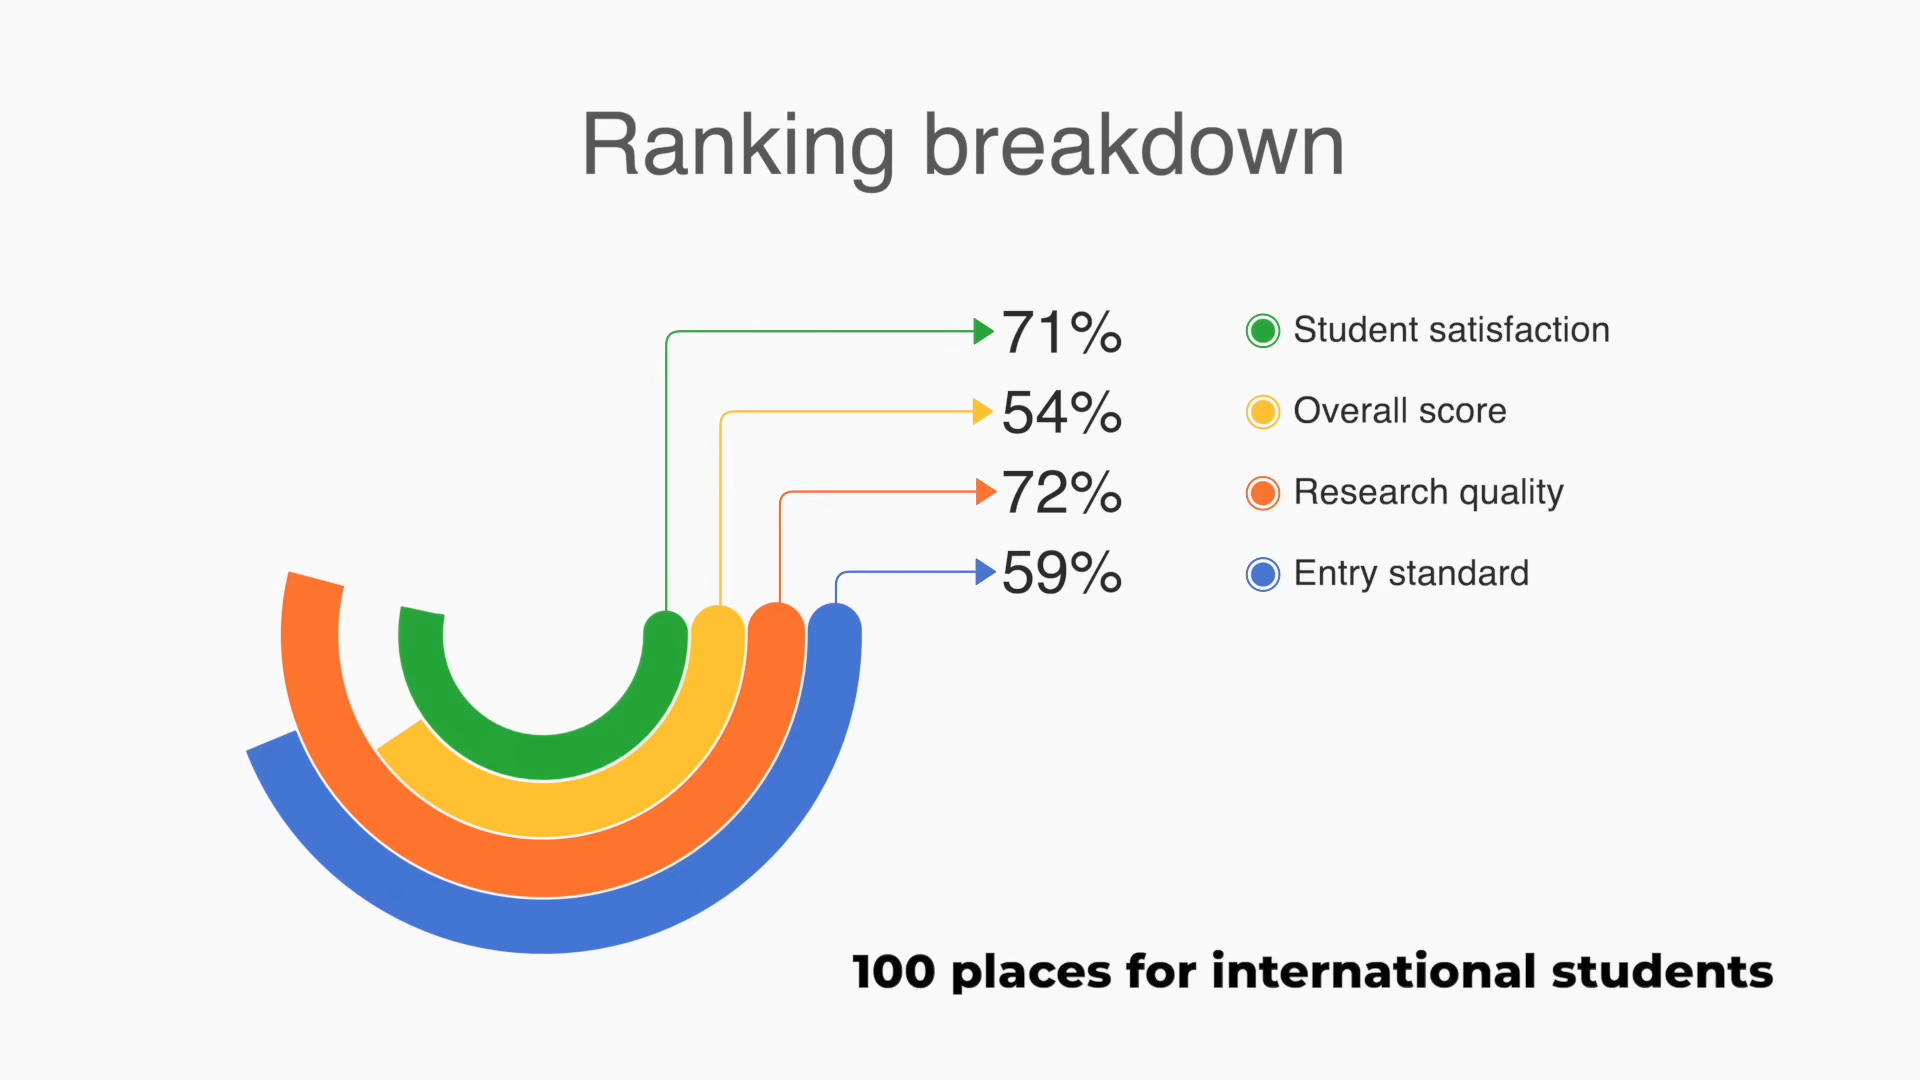 Ranking breakdown
71% Student satisfaction
54% Overall score
72% Research quality
59% Entry standard
100 places for international students